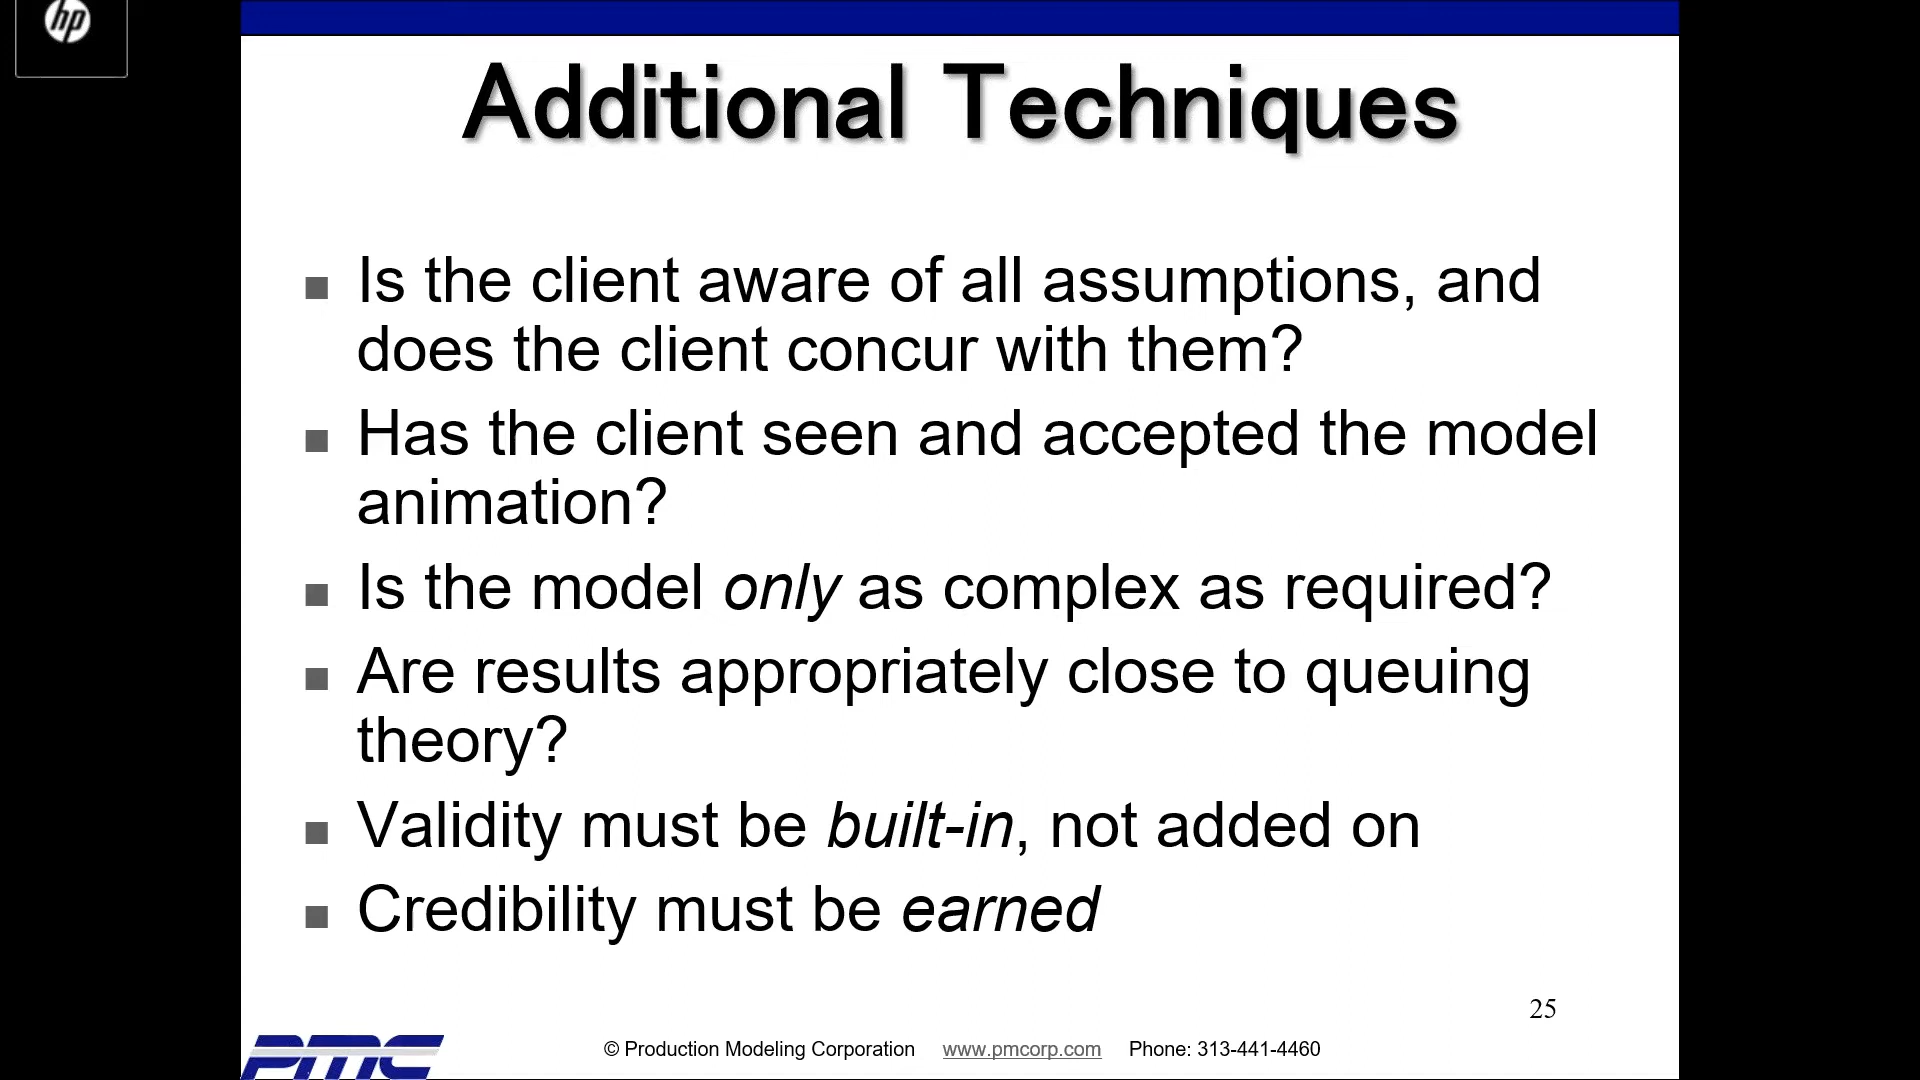 hp
Additional Techniques
Is the client aware of all assumptions, and
does the client concur with them?
Has the client seen and accepted the model
animation?
Is the model only as complex as required?
Are results appropriately close to queuing
theory?
Validity must be built-in, not added on
Credibility must be earned
25
PMC
© Production Modeling Corporation www.pmcorp.com Phone: 313-441-4460